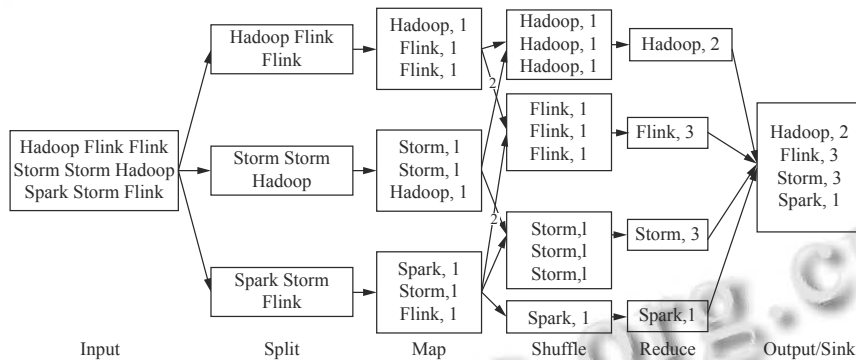 Hadoop Flink Flink
Storm Storm Hadoop
Spark Storm Flink
Input
Hadoop Flink
Flink
Storm Storm
Hadoop
Spark Storm
Flink
Split
Hadoop, 1
Flink, 1
Flink, 1
Storm, l
Storm, l
Hadoop, 1
Spark, 1
Storm,l
Flink, 1
Map
2
2
Hadoop, 1
Hadoop, 1
Hadoop, 1
Flink, 1
Flink, 1
Flink, 1
Storm,l
Storm,l
Storm,l
Spark, 1
Shuffle
Hadoop, 2
Flink, 3
Storm, 3
Spark,1
Reduce
Hadoop, 2
Flink, 3
Storm, 3
Spark, 1
Output/Sink